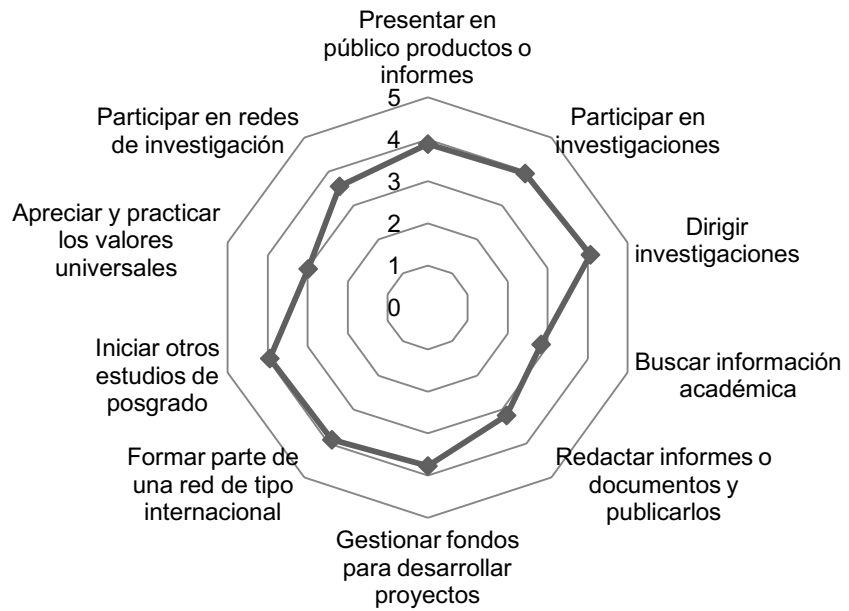 Presentar en
público productos o
informes
Participar en
investigaciones
Dirigir
investigaciones
Buscar información
académica
Redactar informes o
documentos y
publicarlos
Gestionar fondos
para desarrollar
proyectos
Formar parte de
una red de tipo
internacional
Iniciar otros
estudios de
posgrado
Apreciar y practicar
los valores
universales
Participar en redes
de investigación
5
4
3
2
1
0